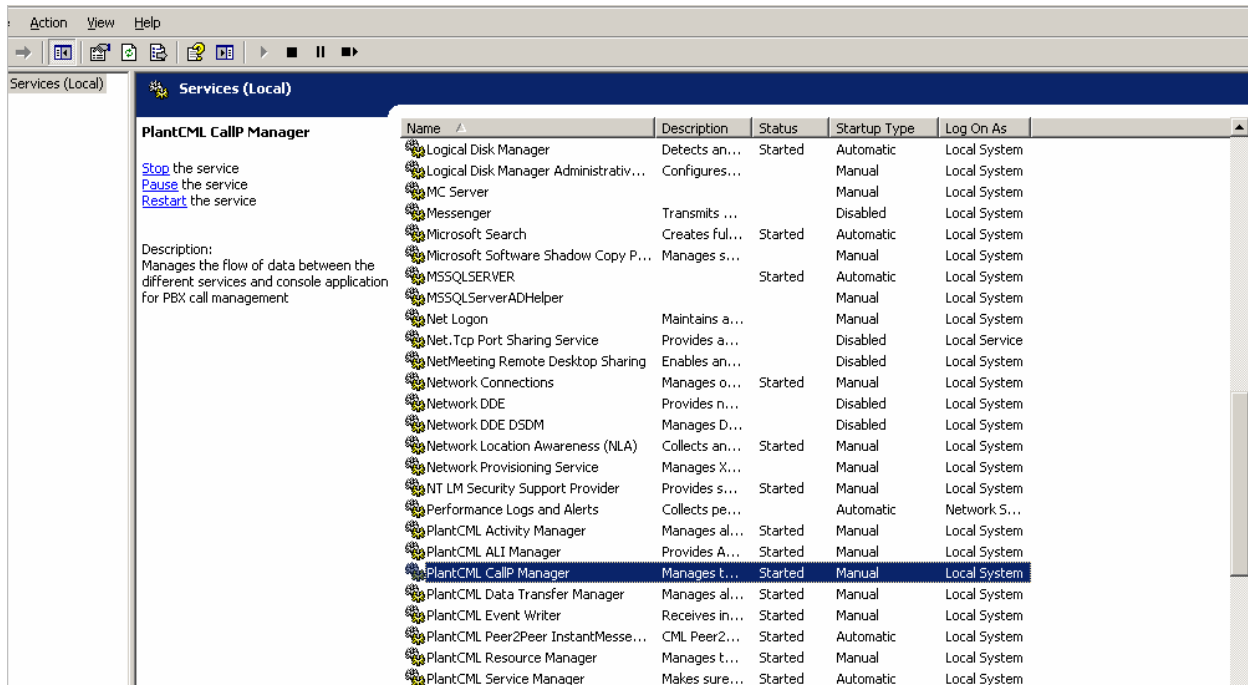 Action View Help
Services (Local)
Services (Local)
PlantCML CallP Manager
Stop the service
Pause the service
Restart the service
Description:
Manages the flow of data between the
different services and console application
for PBX call management
Name Description Status Startup Type Log On As
Logical Disk Manager Detects an... Started Automatic Local System
Logical Disk Manager Administrativ... Configures... Manual Local System
MC Server Manual Local System
Messenger Transmits ... Disabled Local System
Microsoft Search Creates ful... Started Automatic Local System
Microsoft Software Shadow Copy P... Manages s... Manual Local System
MSSQLSERVER Started Automatic Local System
MSSQLServerADHelper Manual Local System
Net Logon Maintains a... Manual Local System
Net.Tcp Port Sharing Service Provides a... Disabled Local Service
NetMeeting Remote Desktop Sharing Enables an... Disabled Local System
Network Connections Manages o... Started Manual Local System
Network DDE Provides n... Disabled Local System
Network DDE DSDM Manages D... Disabled Local System
Network Location Awareness (NLA) Collects an... Started Manual Local System
Network Provisioning Service Manages X... Manual Local System
NT LM Security Support Provider Provides s... Started Manual Local System
Performance Logs and Alerts Collects pe... Automatic Network S...
PlantCML Activity Manager Manages al... Started Manual Local System
PlantCML ALI Manager Provides A... Started Manual Local System
PlantCML CallP Manager Manages t... Started Manual Local System
PlantCML Data Transfer Manager Manages al... Started Manual Local System
PlantCML Event Writer Receives in... Started Manual Local System
PlantCML Peer2Peer InstantMesse... CML Peer2... Started Automatic Local System
PlantCML Resource Manager Manages t... Started Manual Local System
PlantCML Service Manager Makes sure... Started Automatic Local System